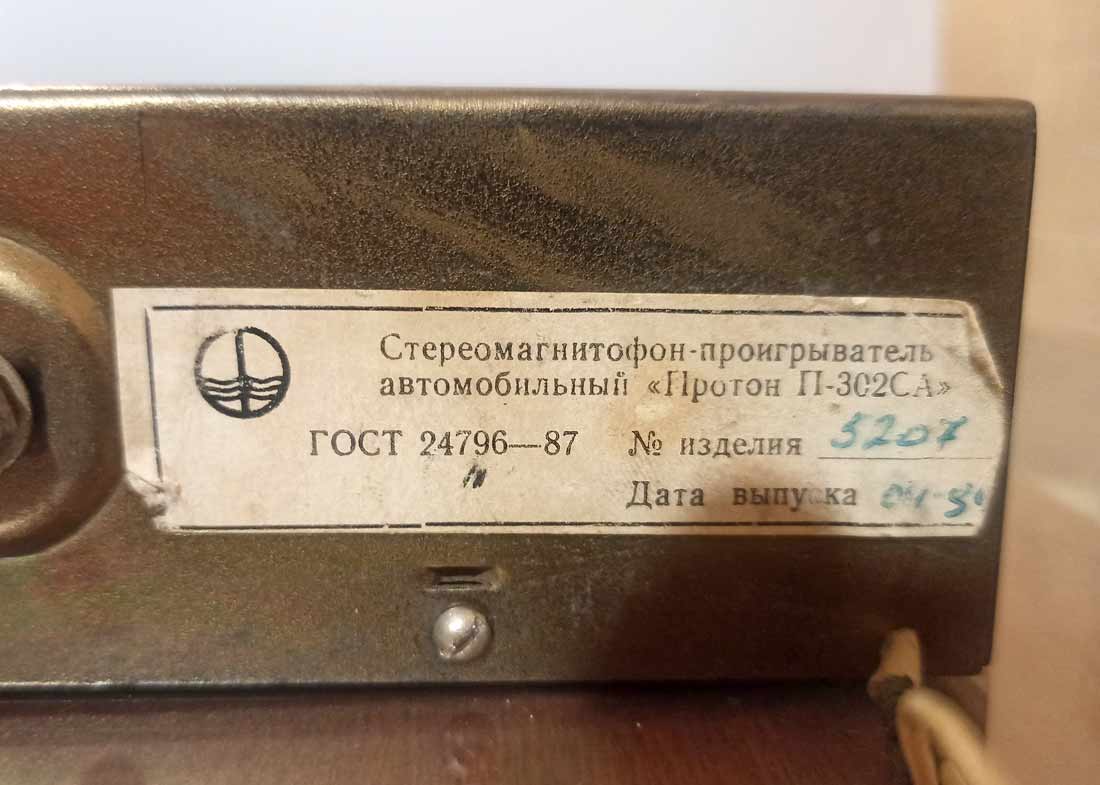 Стереомагнитофон-проигрыватель
автомобильный «Протон П-302СА»
ГОСТ 24796—87 № изделия 5207
Дата выпуска